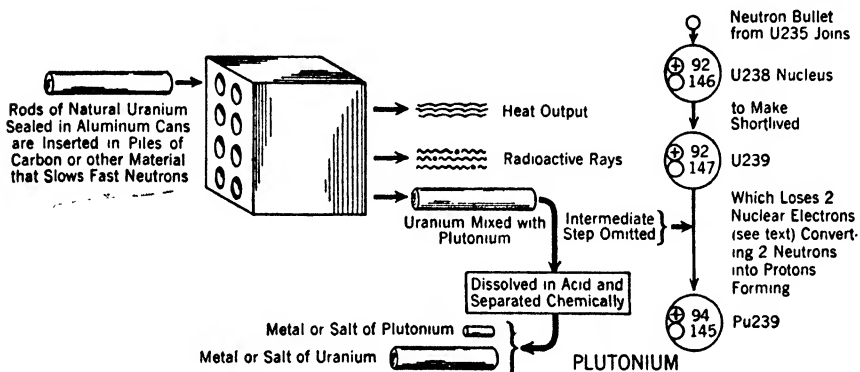 Rods of Natural Uranium
Sealed in Aluminum Cans
are Inserted in Piles of
Carbon or other Material
that Slows Fast Neutrons
Heat Output
Radioactive Rays
Uranium Mixed with
Plutonium
Intermediate
Step Omitted
Dissolved in Acid and
Separated Chemically
Metal or Salt of Plutonium
Metal or Salt of Uranium
PLUTONIUM
Neutron Bullet
from U235 Joins
+ 92
146
U238 Nucleus
to Make
Shortlived
+ 92
147
U239
Which Loses 2
Nuclear Electrons
(see text) Convert-
ing 2 Neutrons
into Protons
Forming
+ 94
145
Pu239